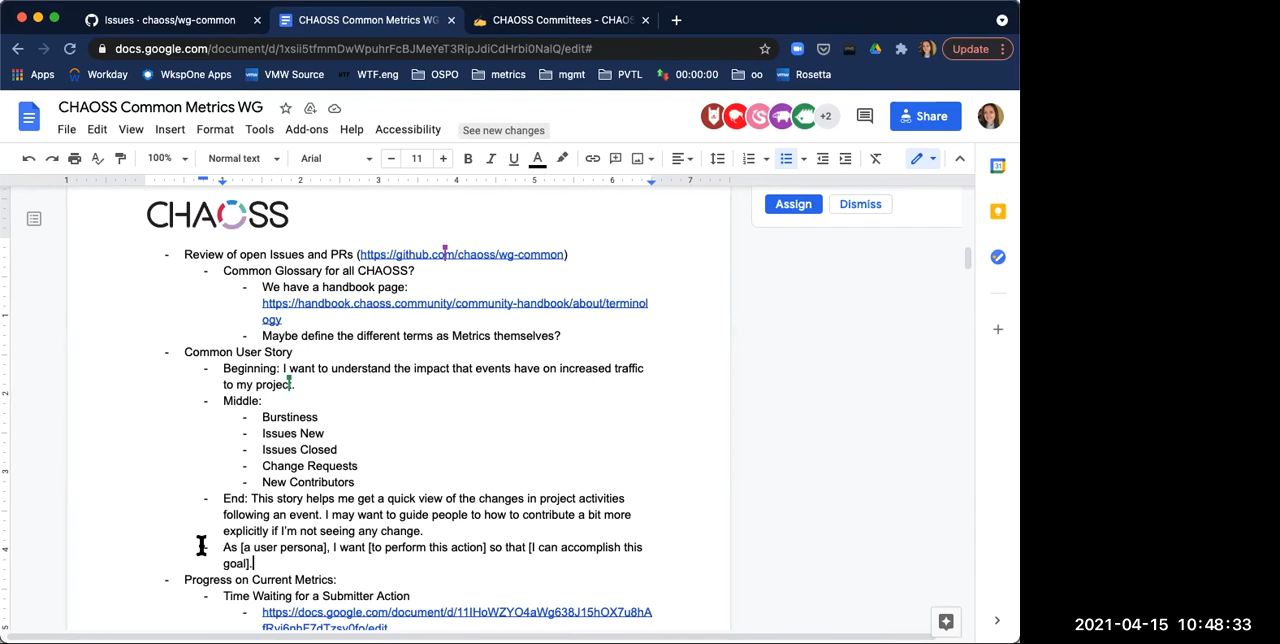 Issues · chaoss/wg-common
CHAOSS Common Metrics WG
CHAOSS Committees - CHAOS
docs.google.com/document/d/1xsii5tfmmDwWpuhrFcBJMeYeT3RipJdiCdHrbi0NaIQ/edit#
Update
Apps Workday WkspOne Apps VMW Source WTF.eng OSPO metrics mgmt PVTL 00:00:00 oo Rosetta
CHAOSS Common Metrics WG
File Edit View Insert Format Tools Add-ons Help Accessibility See new changes
+2
Share
100% Normal text Arial 11
1 1 2 3 4 5 6 7
Assign Dismiss
CHAOSS
- Review of open Issues and PRs (https://github.com/chaoss/wg-common)
- Common Glossary for all CHAOSS?
- We have a handbook page:
https://handbook.chaoss.community/community-handbook/about/terminol
ogy
- Maybe define the different terms as Metrics themselves?
- Common User Story
- Beginning: I want to understand the impact that events have on increased traffic
to my project.
- Middle:
- Burstiness
- Issues New
- Issues Closed
- Change Requests
- New Contributors
- End: This story helps me get a quick view of the changes in project activities
following an event. I may want to guide people to how to contribute a bit more
explicitly if I'm not seeing any change.
- As [a user persona], I want [to perform this action] so that [I can accomplish this
goal].
- Progress on Current Metrics:
- Time Waiting for a Submitter Action
- https://docs.google.com/document/d/11IHoWZYO4aWg638J15hOX7u8hA
2021-04-15 10:48:33